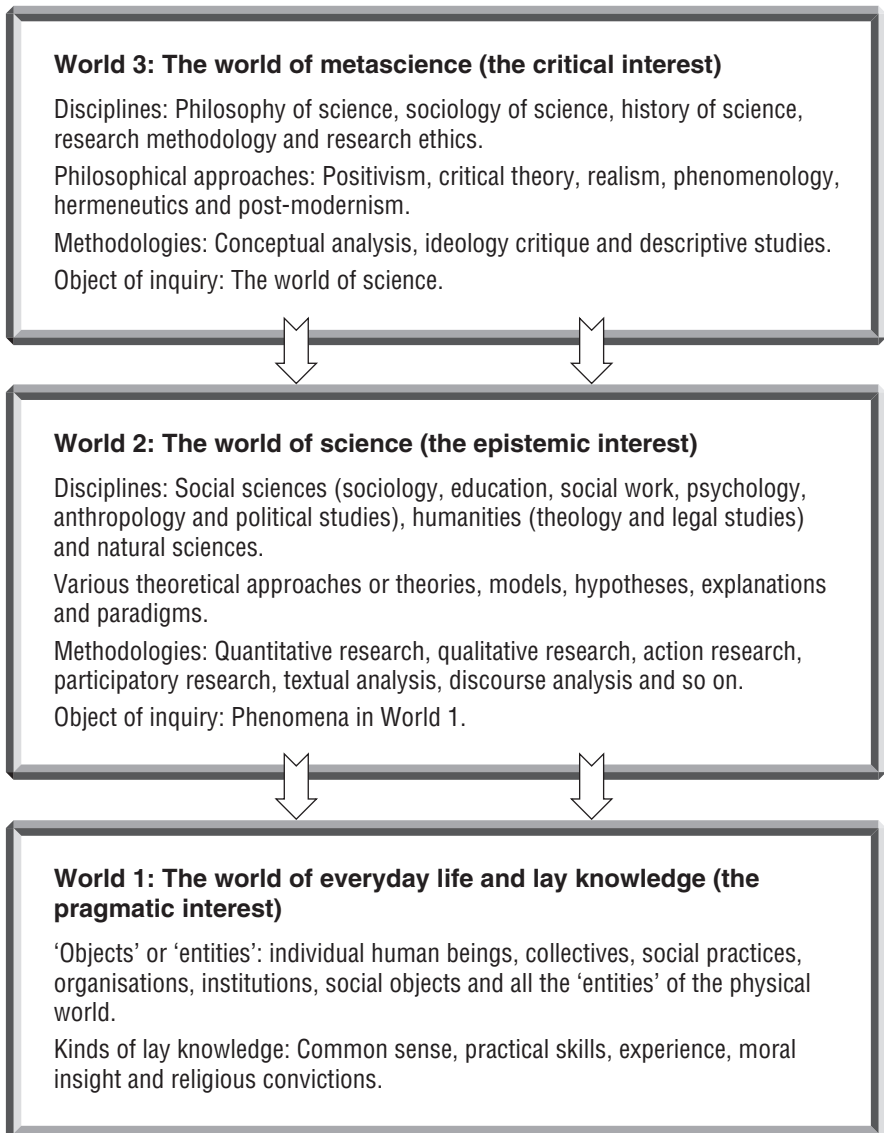 World 3: The world of metascience (the critical interest)
Disciplines: Philosophy of science, sociology of science, history of science,
research methodology and research ethics.
Philosophical approaches: Positivism, critical theory, realism, phenomenology,
hermeneutics and post-modernism.
Methodologies: Conceptual analysis, ideology critique and descriptive studies.
Object of inquiry: The world of science.
World 2: The world of science (the epistemic interest)
Disciplines: Social sciences (sociology, education, social work, psychology,
anthropology and political studies), humanities (theology and legal studies)
and natural sciences.
Various theoretical approaches or theories, models, hypotheses, explanations
and paradigms.
Methodologies: Quantitative research, qualitative research, action research,
participatory research, textual analysis, discourse analysis and so on.
Object of inquiry: Phenomena in World 1.
World 1: The world of everyday life and lay knowledge (the
pragmatic interest)
‘Objects’ or ‘entities’: individual human beings, collectives, social practices,
organisations, institutions, social objects and all the ‘entities’ of the physical
world.
Kinds of lay knowledge: Common sense, practical skills, experience, moral
insight and religious convictions.